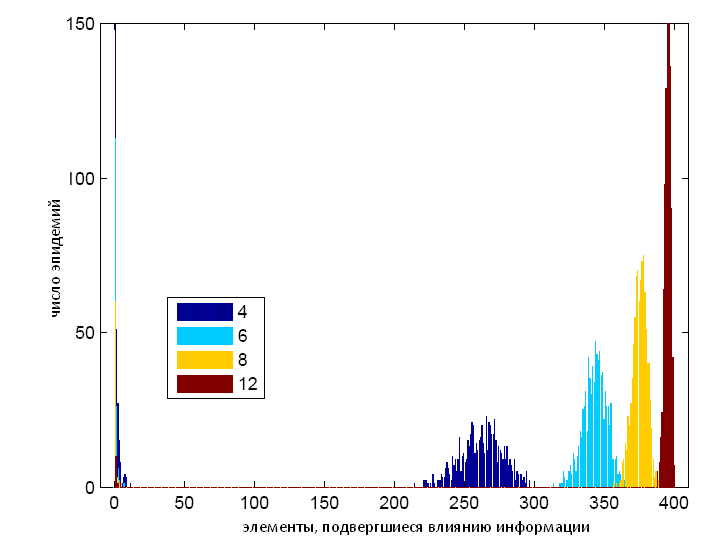 150
100
50
0
число эпидемий
4
6
8
12
0 50 100 150 200 250 300 350 400
элементы, подвергшиеся влиянию информации